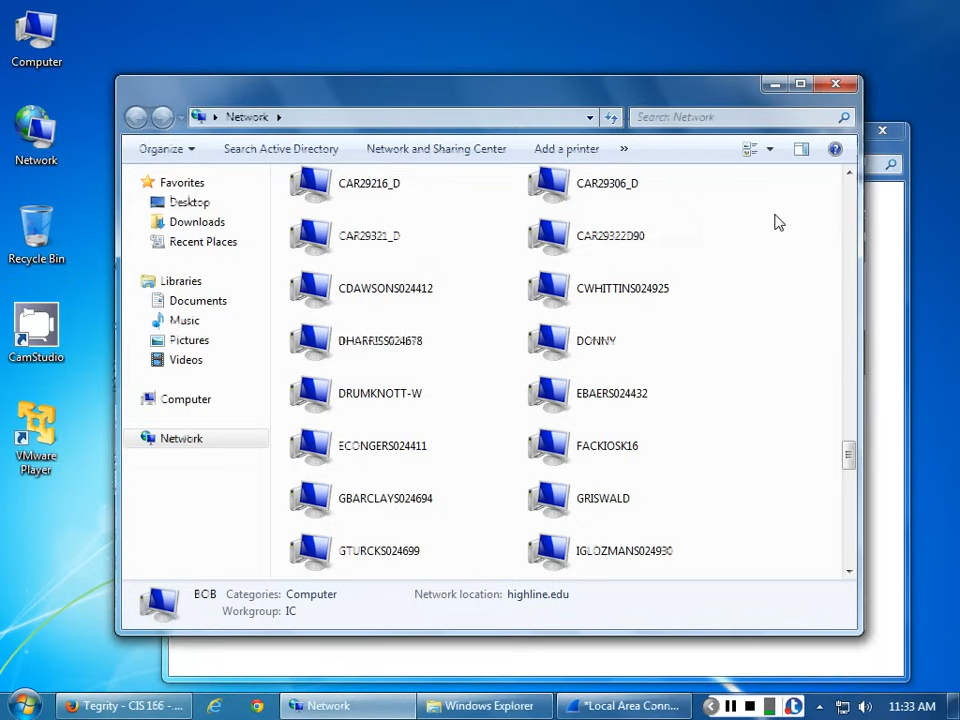 Computer
Network
Recycle Bin
CamStudio
VMware
Player
Network
Search Network
Organize
Search Active Directory
Network and Sharing Center
Add a printer
»
Favorites
Desktop
Downloads
Recent Places
Libraries
Documents
Music
Pictures
Videos
Computer
Network
CAR29216_D
CAR29306_D
CAR29321_D
CAR29322D90
CDAWSONS024412
CWHITTINS024925
DHARRISS024678
DONNY
DRUMKNOTT-W
EBAERS024432
ECONGERS024411
FACKIOSK16
GBARCLAYS024694
GRISWALD
GTURCKS024699
IGLOZMANS024930
BOB Categories: Computer Network location: highline.edu
Workgroup: IC
Tegrity - CIS 166 - ...
Network
Windows Explorer
*Local Area Conn...
11:33 AM